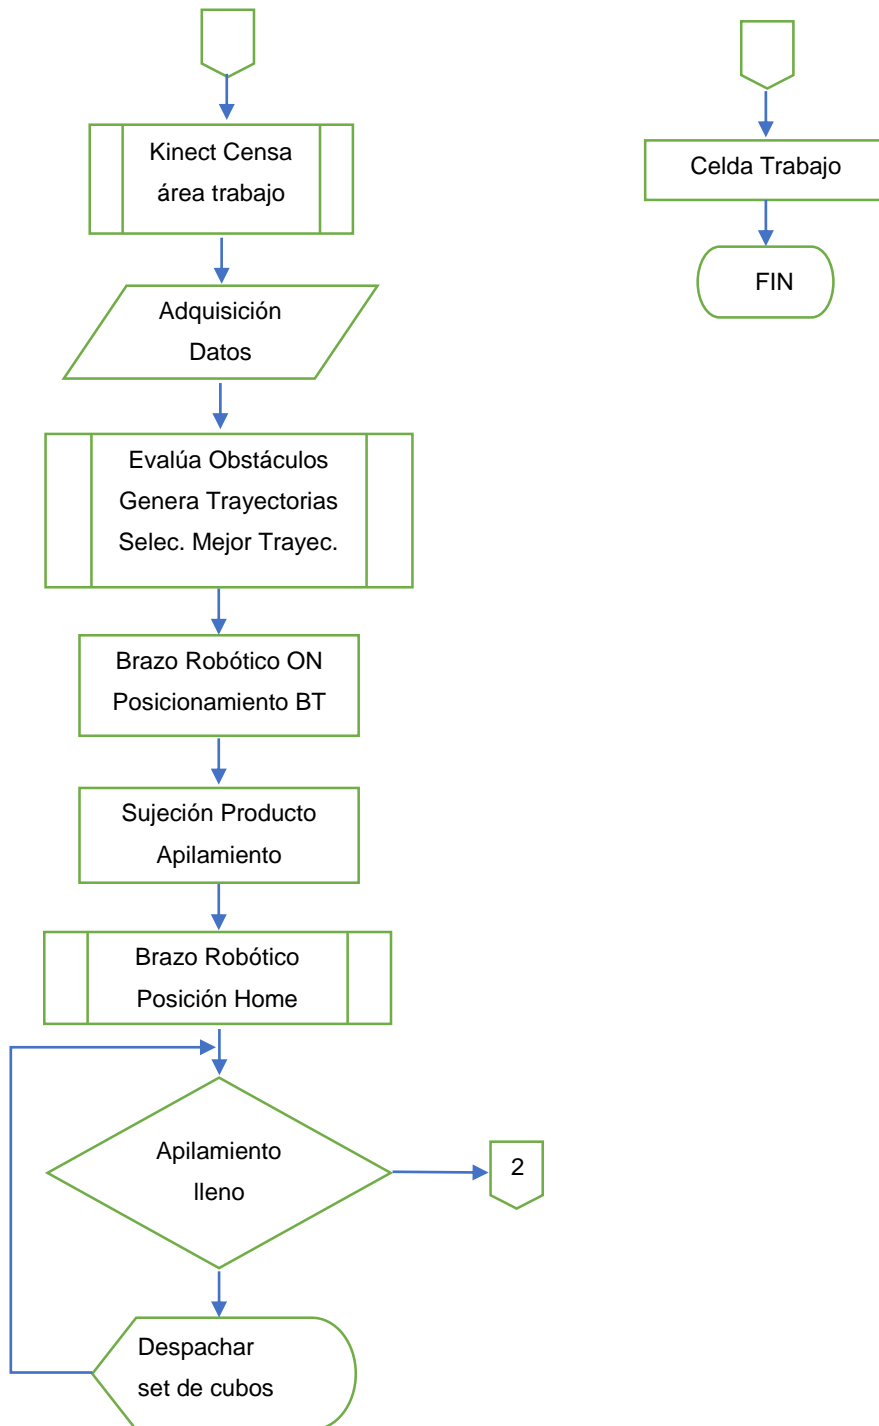 Kinect Censa
área trabajo
Adquisición
Datos
Evalúa Obstáculos
Genera Trayectorias
Selec. Mejor Trayec.
Brazo Robótico ON
Posicionamiento BT
Sujeción Producto
Apilamiento
Brazo Robótico
Posición Home
Apilamiento
lleno
2
Despachar
set de cubos
Celda Trabajo
FIN